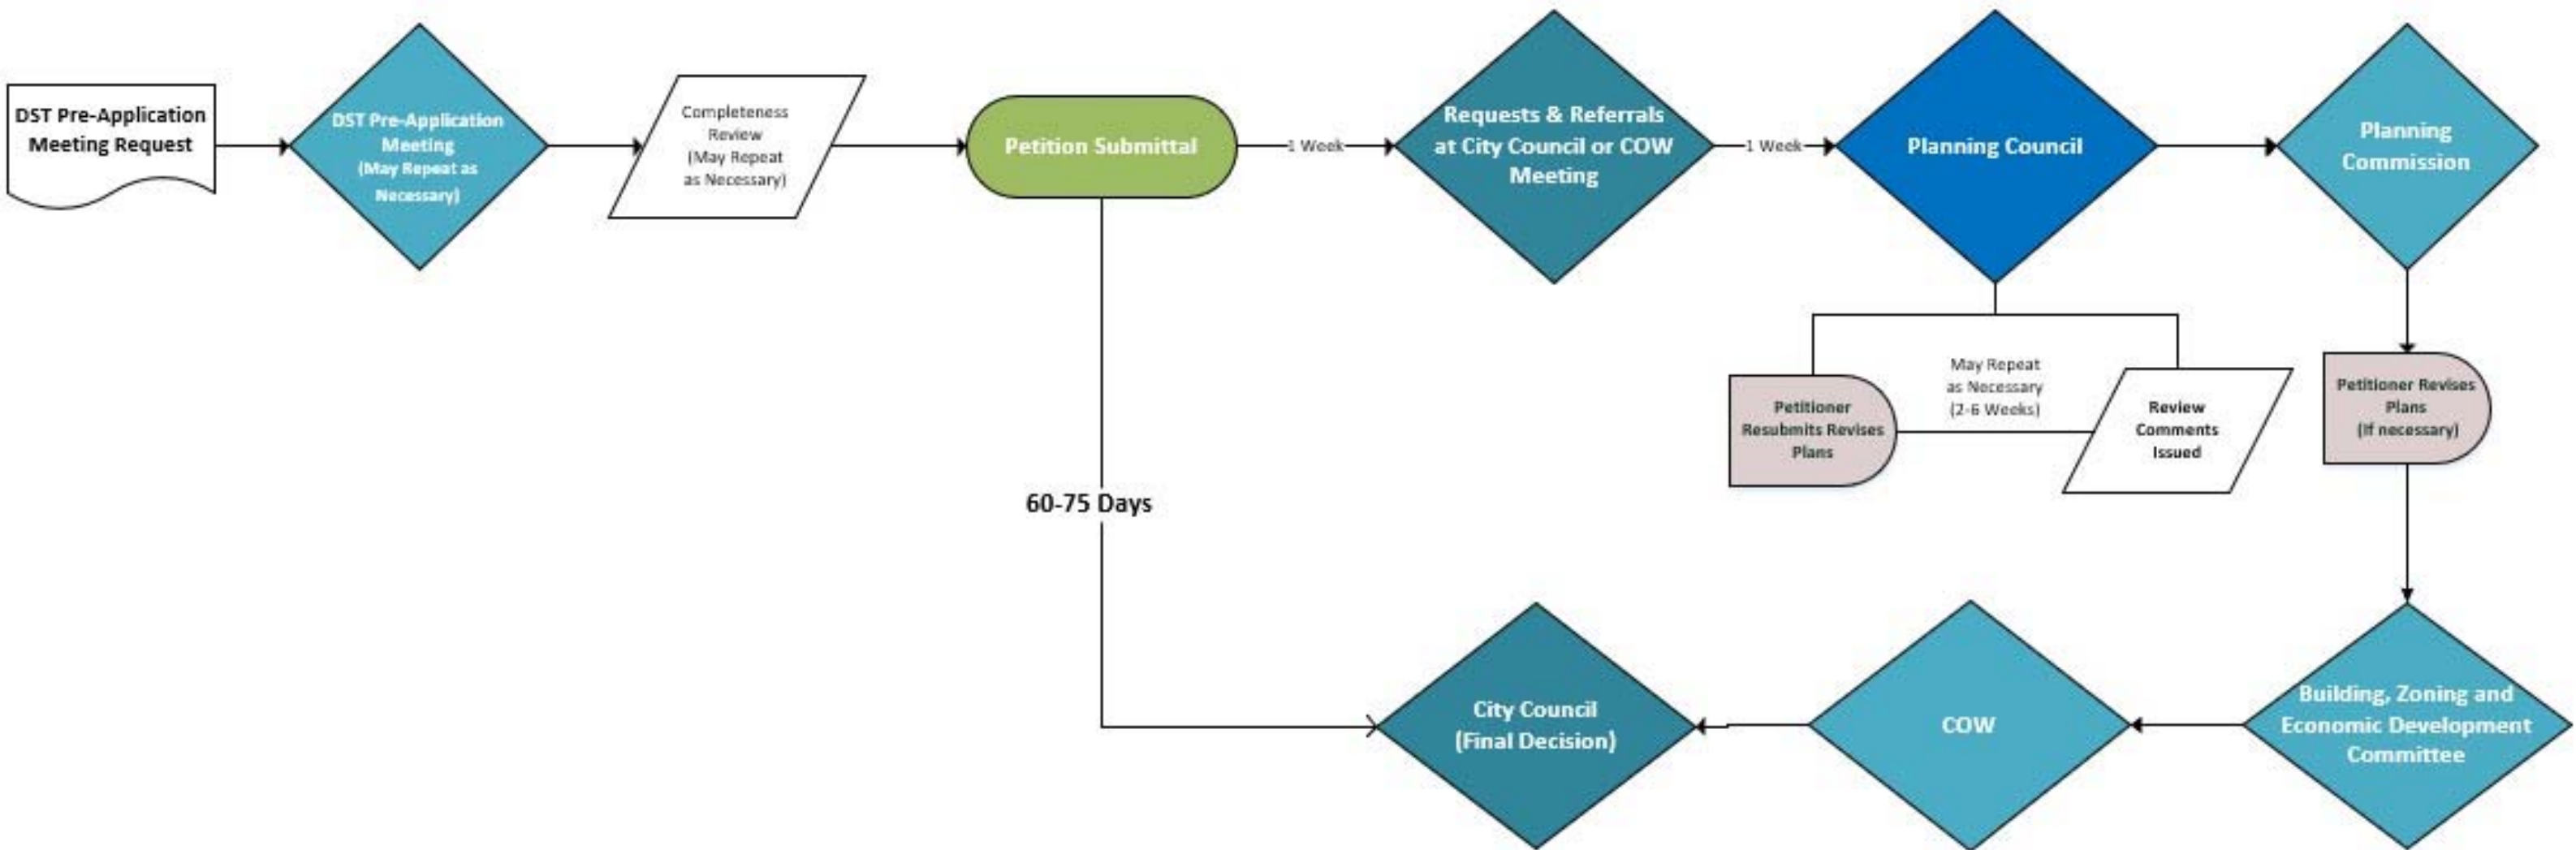 DST Pre-Application
Meeting Request
DST Pre-Application
Meeting
(May Repeat as
Necessary)
Completeness
Review
(May Repeat
as Necessary)
Petition Submittal
1 Week
Requests & Referrals
at City Council or COW
Meeting
1 Week
Planning Council
Planning
Commission
May Repeat
as Necessary
(2-6 Weeks)
Petitioner
Resubmits Revises
Plans
Review
Comments
Issued
Petitioner Revises
Plans
(If necessary)
60-75 Days
City Council
(Final Decision)
COW
Building, Zoning and
Economic Development
Committee